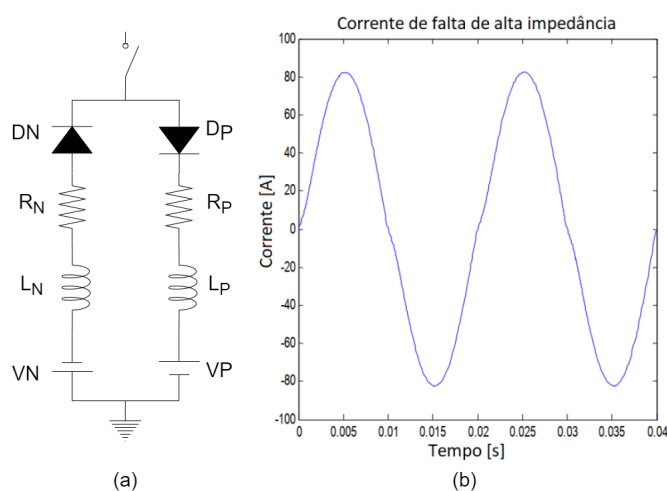 DN
DP
RN
RP
LN
LP
VN
VP
(a)
Corrente de falta de alta impedância
Corrente [A]
100
80
60
40
20
0
-20
-40
-60
-80
-100
0
0.005
0.01
0.015
0.02
0.025
0.03
0.035
0.04
Tempo [s]
(b)